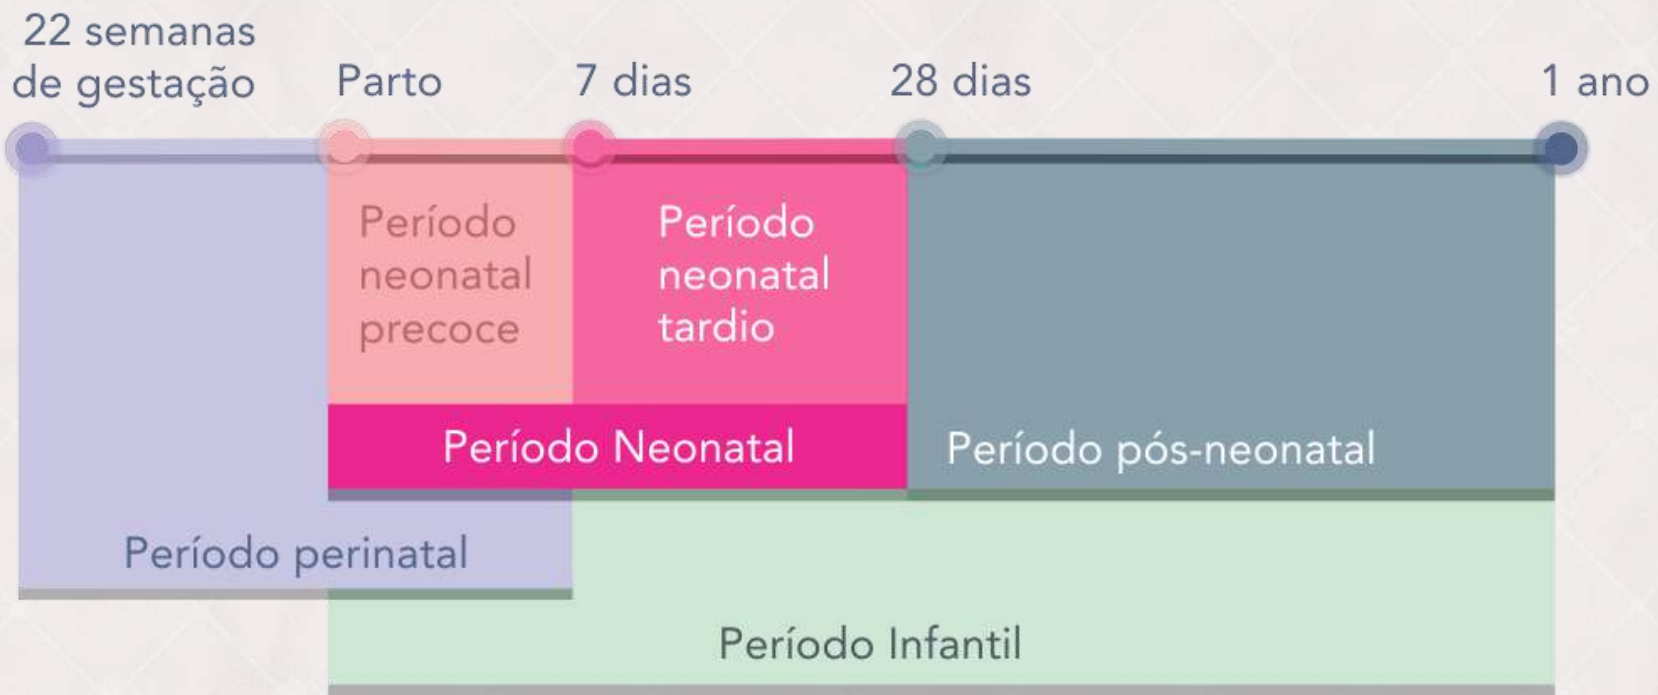 22 semanas
de gestação
Parto
7 dias
28 dias
1 ano
Período
neonatal
precoce
Período
neonatal
tardio
Período Neonatal
Período pós-neonatal
Período perinatal
Período Infantil